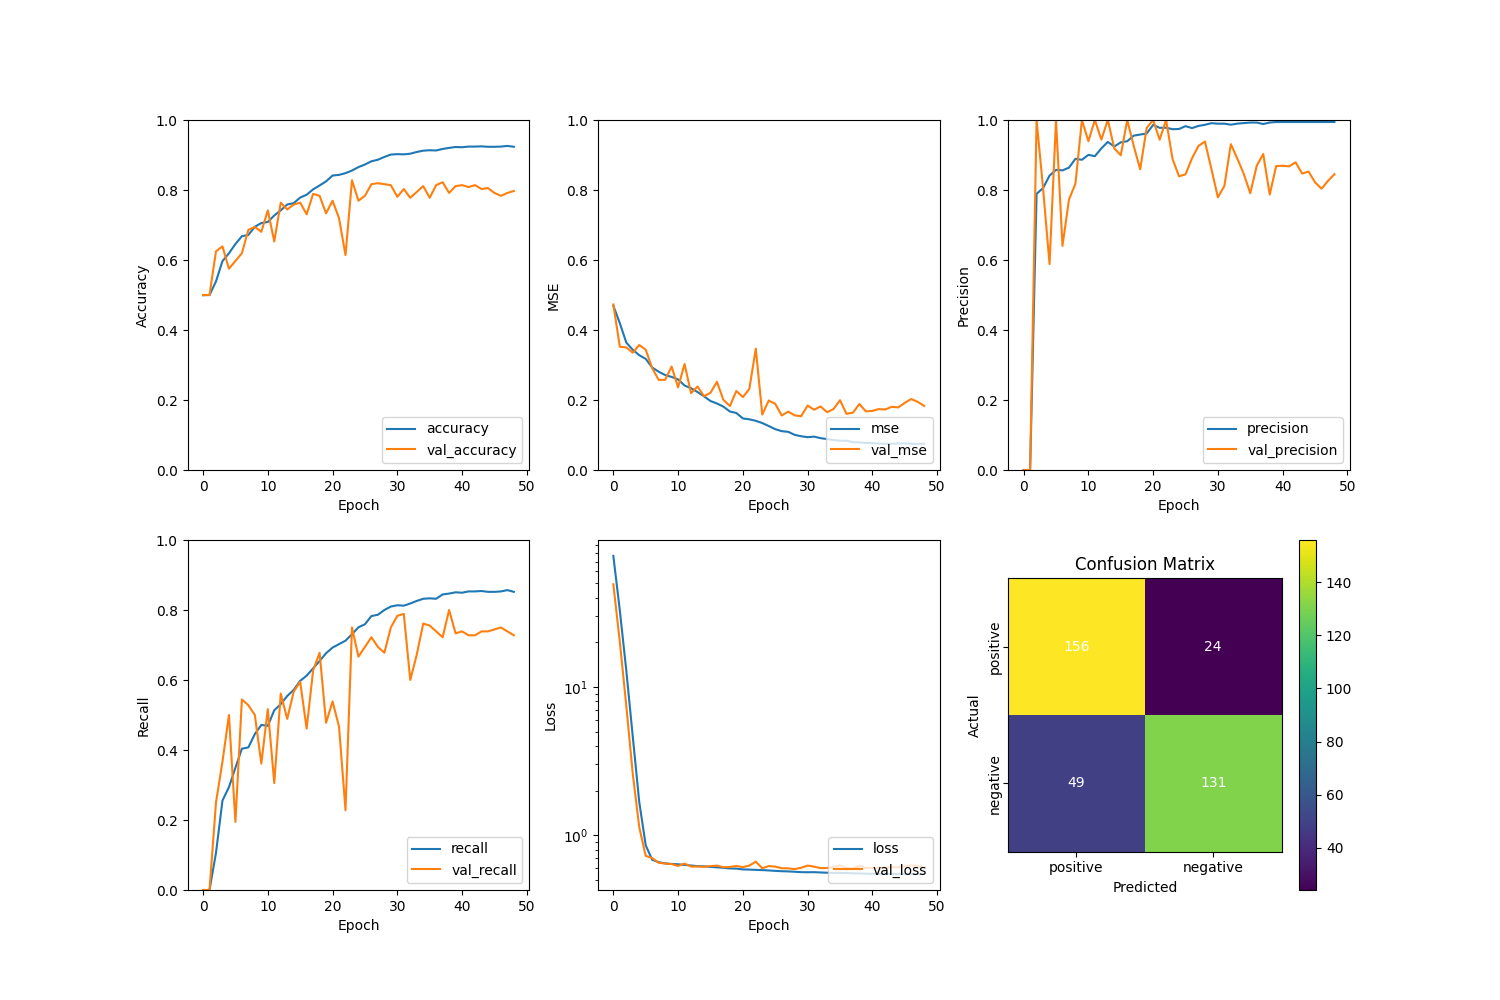 1.0
0.8
0.6
0.4
0.2
0.0
Accuracy
0 10 20 30 40 50
Epoch
accuracy
val_accuracy
1.0
0.8
0.6
0.4
0.2
0.0
MSE
0 10 20 30 40 50
Epoch
mse
val_mse
1.0
0.8
0.6
0.4
0.2
0.0
Precision
0 10 20 30 40 50
Epoch
precision
val_precision
1.0
0.8
0.6
0.4
0.2
0.0
Recall
0 10 20 30 40 50
Epoch
recall
val_recall
10¹
10⁰
Loss
0 10 20 30 40 50
Epoch
loss
val_loss
Confusion Matrix
Actual
positive
negative
156 24
49 131
positive negative
Predicted
140
120
100
80
60
40